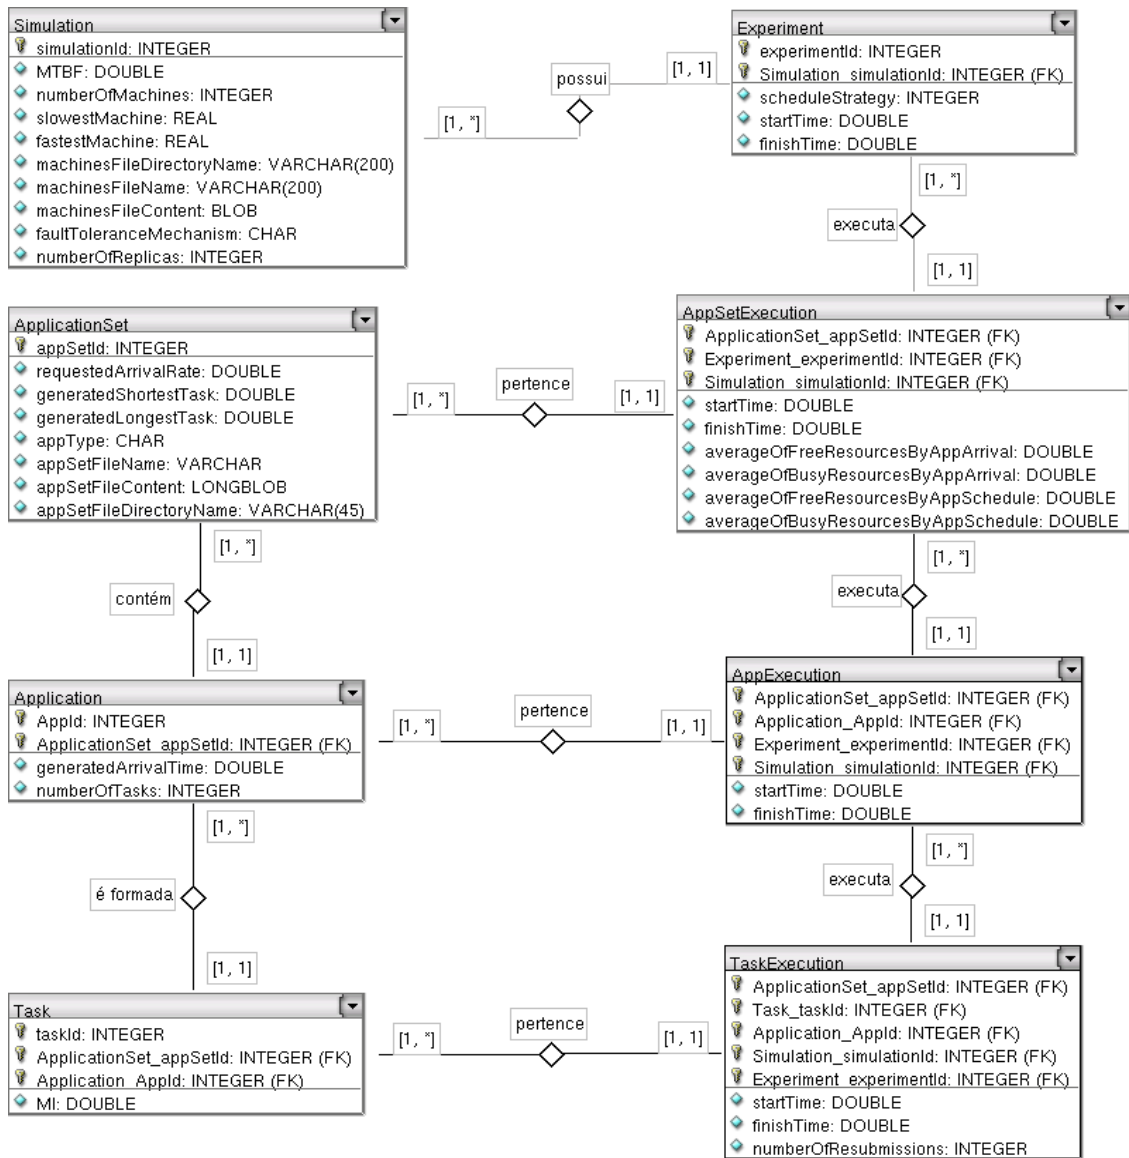 Simulation
simulationId: INTEGER
MTBF: DOUBLE
numberOfMachines: INTEGER
slowestMachine: REAL
fastestMachine: REAL
machinesFileDirectoryName: VARCHAR(200)
machinesFileName: VARCHAR(200)
machinesFileContent: BLOB
faultToleranceMechanism: CHAR
numberOfReplicas: INTEGER
[1, *]
possui
[1, 1]
Experiment
experimentId: INTEGER
Simulation_simulationId: INTEGER (FK)
scheduleStrategy: INTEGER
startTime: DOUBLE
finishTime: DOUBLE
[1, *]
executa
[1, 1]
ApplicationSet
appSetId: INTEGER
requestedArrivalRate: DOUBLE
generatedShortestTask: DOUBLE
generatedLongestTask: DOUBLE
appType: CHAR
appSetFileName: VARCHAR
appSetFileContent: LONGBLOB
appSetFileDirectoryName: VARCHAR(45)
[1, *]
pertence
[1, 1]
AppSetExecution
ApplicationSet_appSetId: INTEGER (FK)
Experiment_experimentId: INTEGER (FK)
Simulation_simulationId: INTEGER (FK)
startTime: DOUBLE
finishTime: DOUBLE
averageOfFreeResourcesByAppArrival: DOUBLE
averageOfBusyResourcesByAppArrival: DOUBLE
averageOfFreeResourcesByAppSchedule: DOUBLE
averageOfBusyResourcesByAppSchedule: DOUBLE
[1, *]
contém
[1, 1]
[1, *]
executa
[1, 1]
Application
AppId: INTEGER
ApplicationSet_appSetId: INTEGER (FK)
generatedArrivalTime: DOUBLE
numberOfTasks: INTEGER
[1, *]
pertence
[1, 1]
AppExecution
ApplicationSet_appSetId: INTEGER (FK)
Application_AppId: INTEGER (FK)
Experiment_experimentId: INTEGER (FK)
Simulation_simulationId: INTEGER (FK)
startTime: DOUBLE
finishTime: DOUBLE
[1, *]
é formada
[1, 1]
[1, *]
executa
[1, 1]
Task
taskId: INTEGER
ApplicationSet_appSetId: INTEGER (FK)
Application_AppId: INTEGER (FK)
MI: DOUBLE
[1, *]
pertence
[1, 1]
TaskExecution
ApplicationSet_appSetId: INTEGER (FK)
Task_taskId: INTEGER (FK)
Application_AppId: INTEGER (FK)
Simulation_simulationId: INTEGER (FK)
Experiment_experimentId: INTEGER (FK)
startTime: DOUBLE
finishTime: DOUBLE
numberOfResubmissions: INTEGER